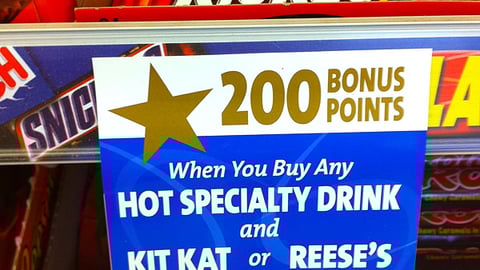 200 BONUS
POINTS
When You Buy Any
HOT SPECIALTY DRINK
and
KIT KAT or REESE'S